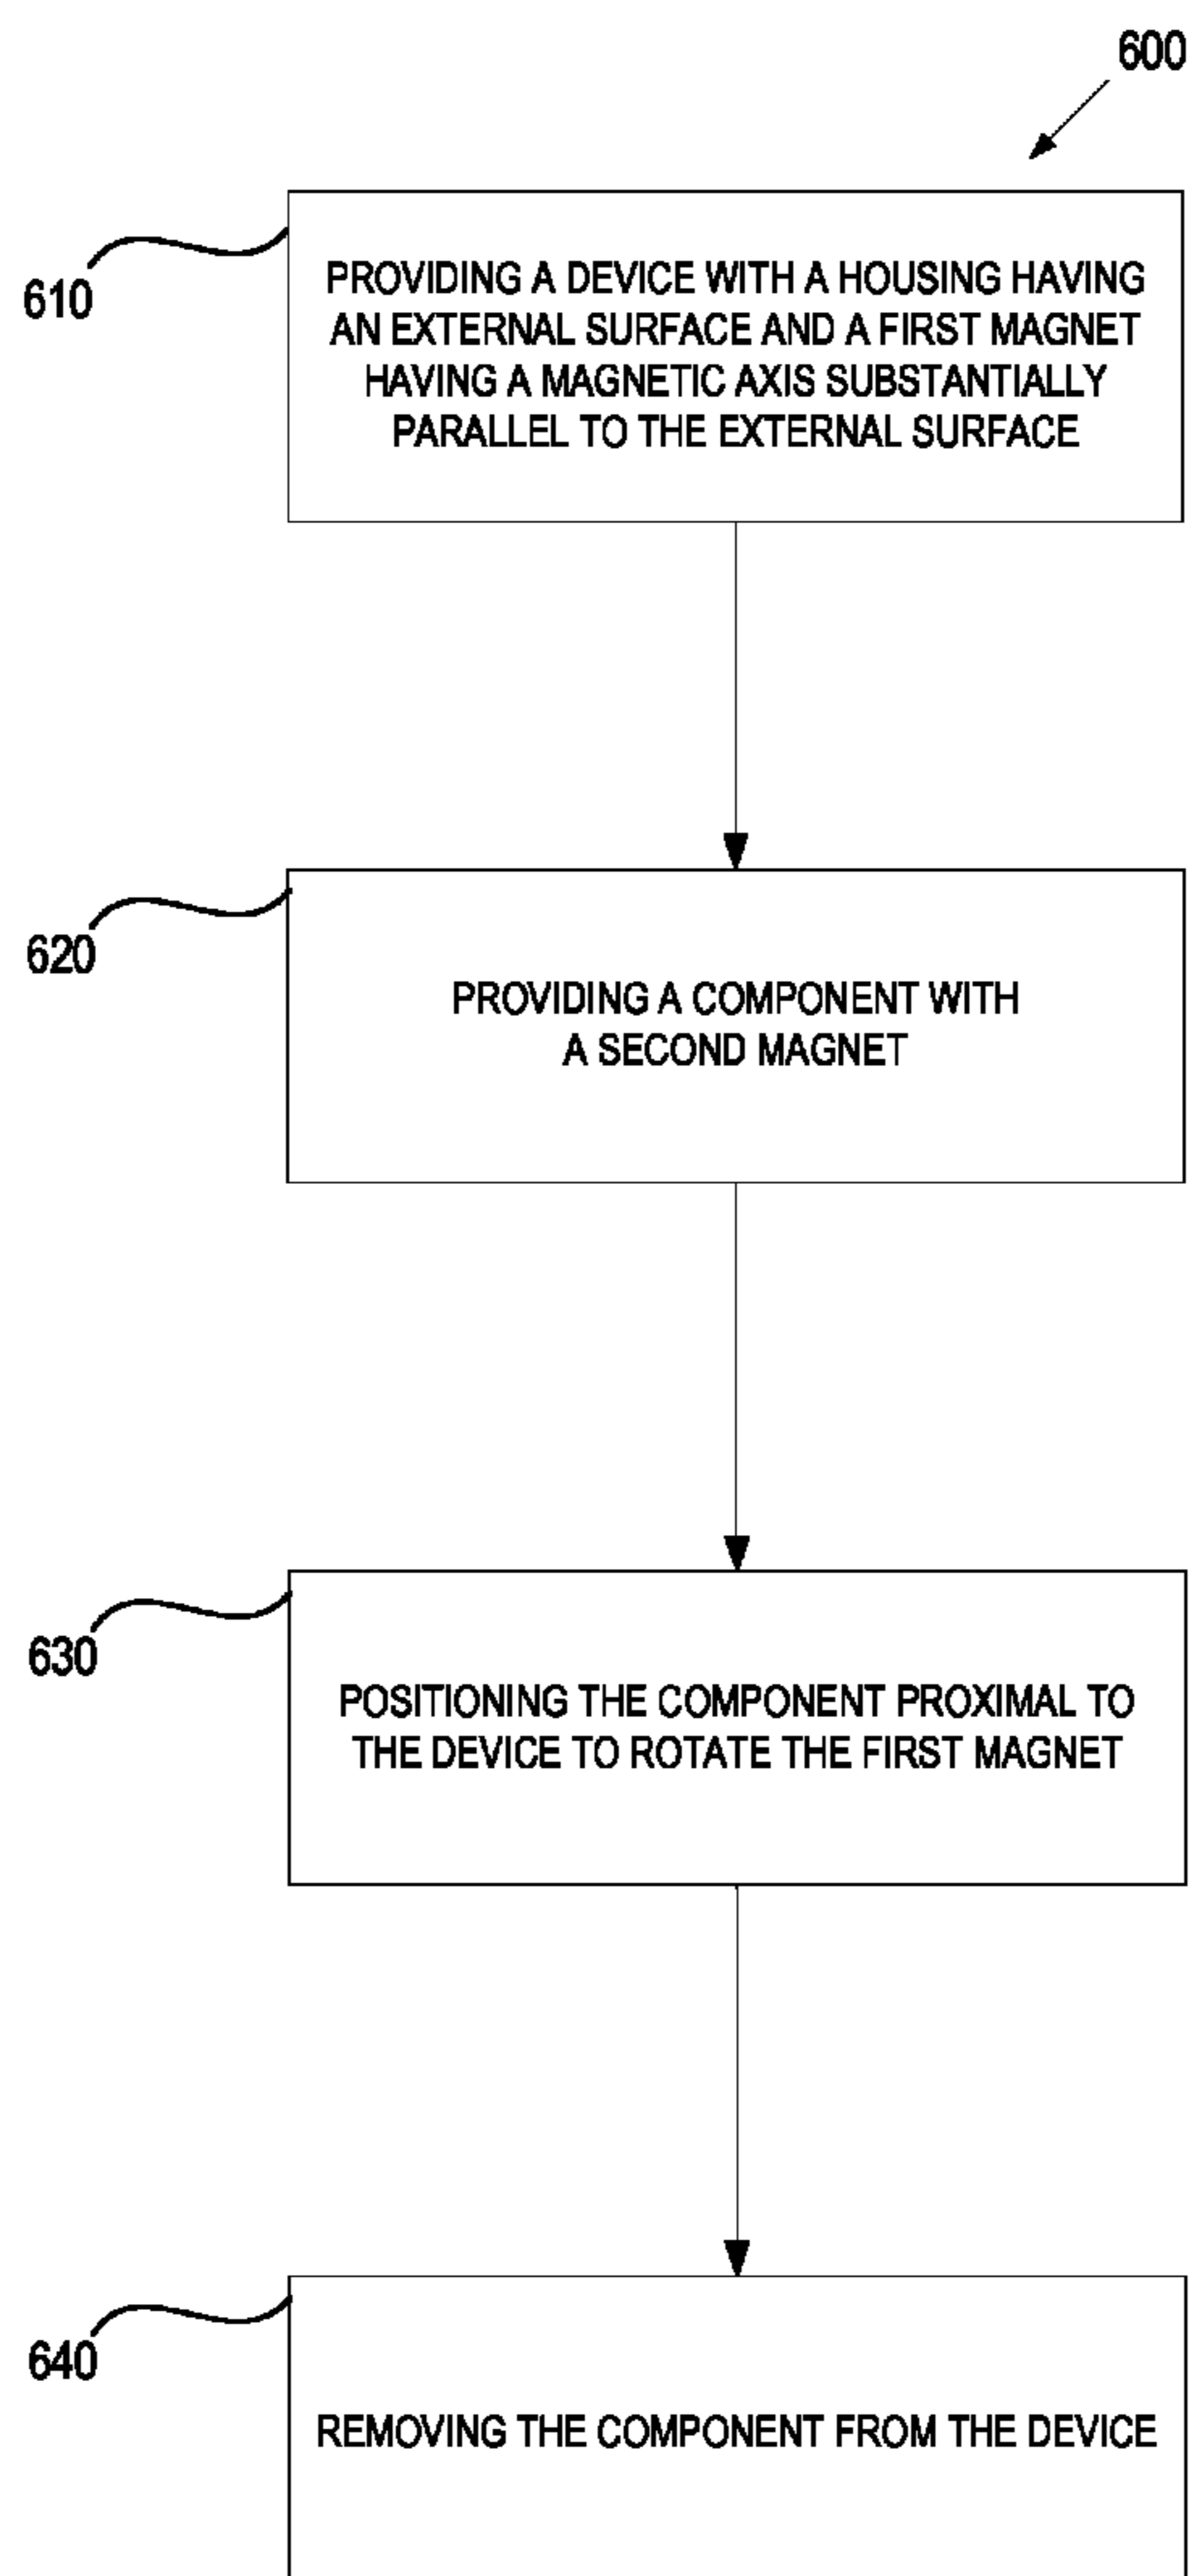 600
610
PROVIDING A DEVICE WITH A HOUSING HAVING
AN EXTERNAL SURFACE AND A FIRST MAGNET
HAVING A MAGNETIC AXIS SUBSTANTIALLY
PARALLEL TO THE EXTERNAL SURFACE
620
PROVIDING A COMPONENT WITH
A SECOND MAGNET
630
POSITIONING THE COMPONENT PROXIMAL TO
THE DEVICE TO ROTATE THE FIRST MAGNET
640
REMOVING THE COMPONENT FROM THE DEVICE